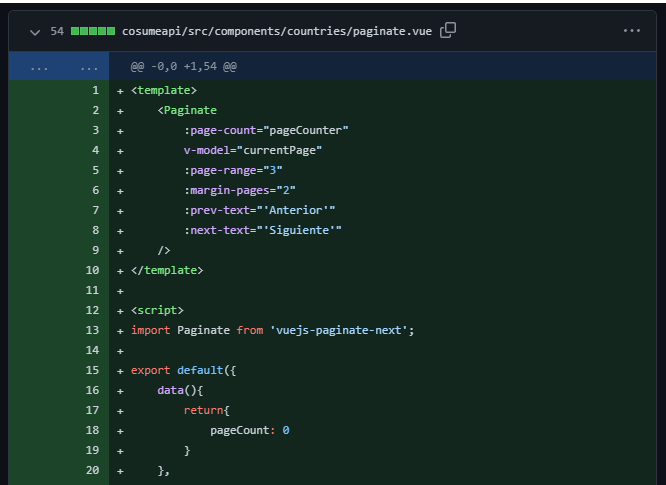 54 cosumeapi/src/components/countries/paginate.vue ...
... ... @@ -0,0 +1,54 @@
1 + <template>
2 +     <Paginate
3 +         :page-count="pageCounter"
4 +         v-model="currentPage"
5 +         :page-range="3"
6 +         :margin-pages="2"
7 +         :prev-text="'Anterior'"
8 +         :next-text="'Siguiente'"
9 +     />
10 + </template>
11 +
12 + <script>
13 + import Paginate from 'vuejs-paginate-next';
14 +
15 + export default({
16 +     data(){
17 +         return{
18 +             pageCount: 0
19 +         }
20 +     },